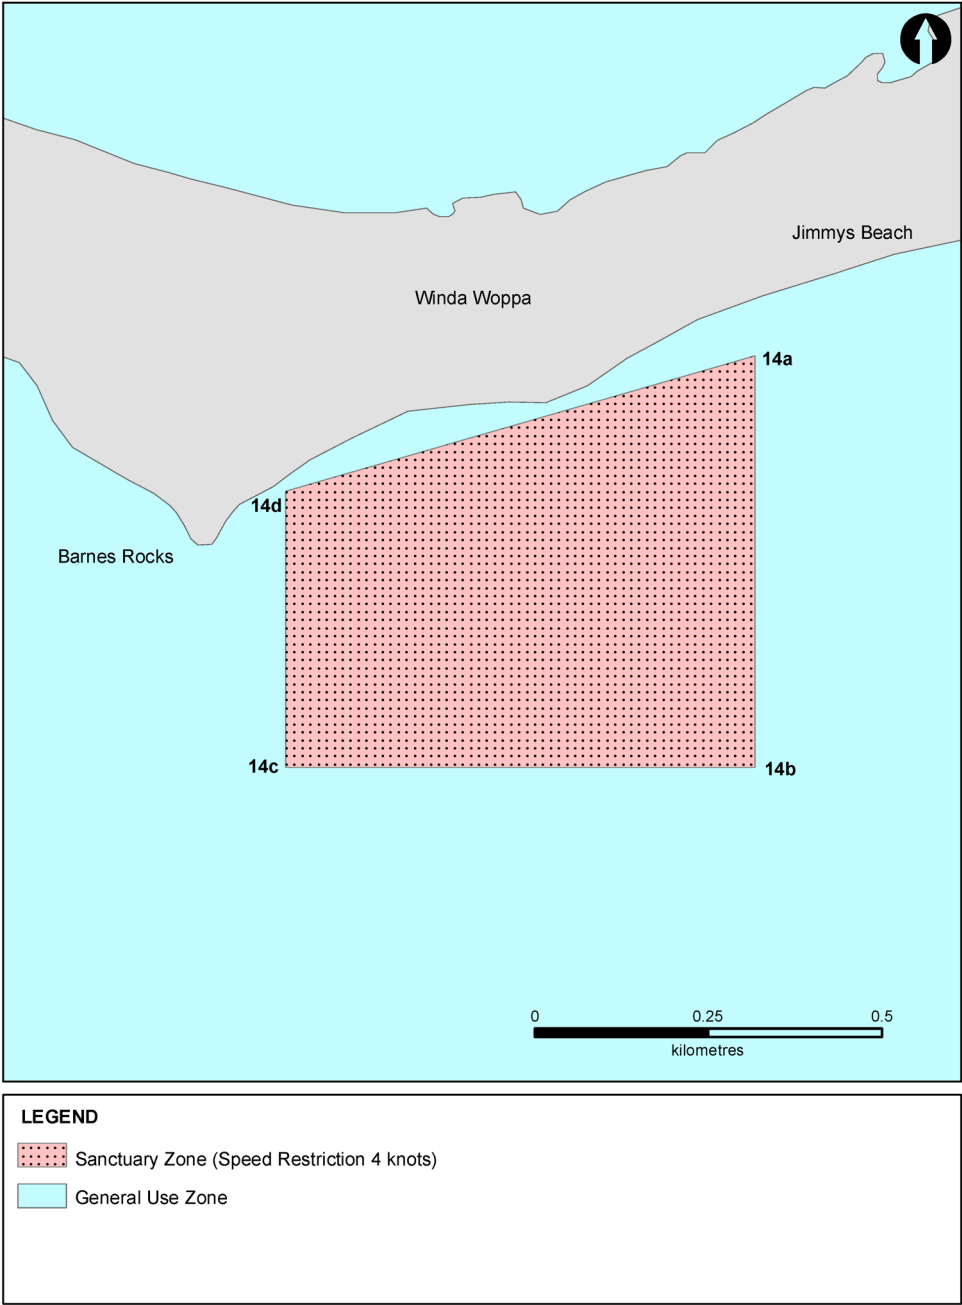 Jimmys Beach
Winda Woppa
14a
14d
Barnes Rocks
14c
14b
0 0.25 0.5
kilometres
LEGEND
Sanctuary Zone (Speed Restriction 4 knots)
General Use Zone